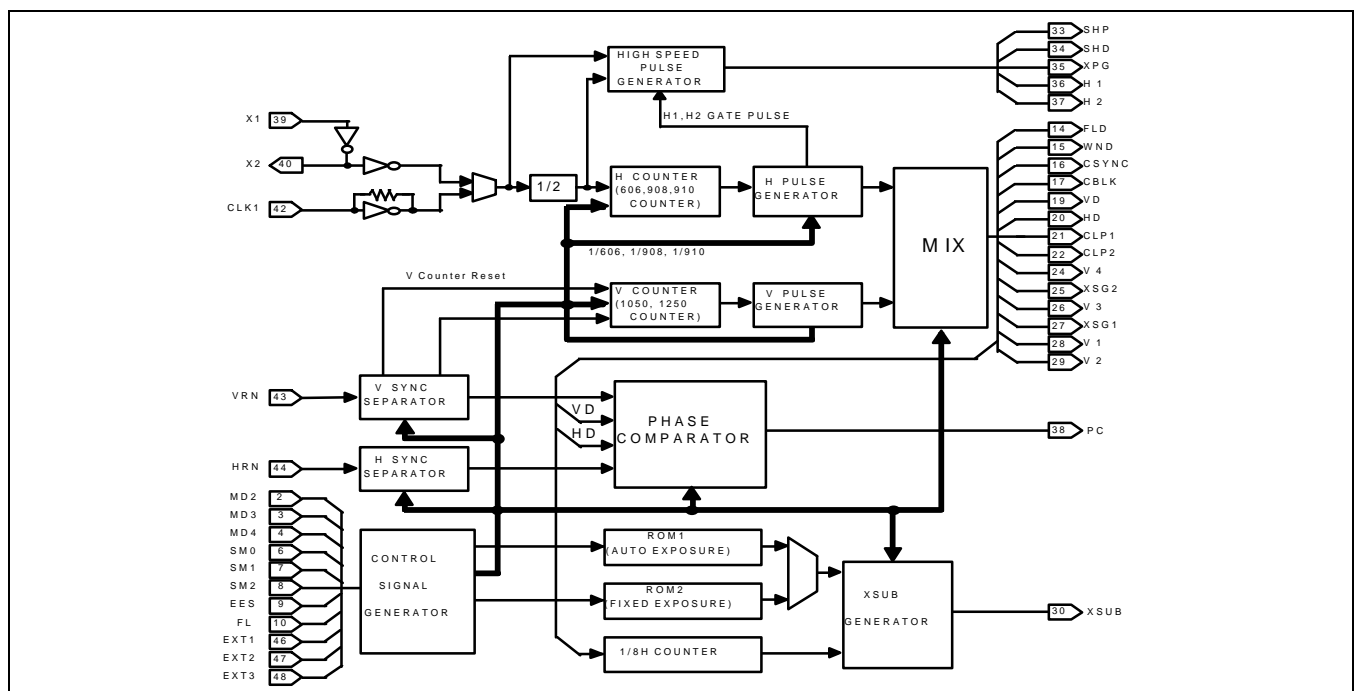 X1 39
X2 40
CLK1 42
1/2
HIGH SPEED
PULSE
GENERATOR
H1,H2 GATE PULSE
H COUNTER
(606,908,910
COUNTER)
H PULSE
GENERATOR
1/606, 1/908, 1/910
V Counter Reset
V COUNTER
(1050, 1250
COUNTER)
V PULSE
GENERATOR
MIX
33 SHP
34 SHD
35 XPG
36 H 1
37 H 2
14 FLD
15 WND
16 CSYNC
17 CBLK
19 VD
20 HD
21 CLP1
22 CLP2
24 V 4
25 XSG2
26 V 3
27 XSG1
28 V 1
29 V 2
VRN 43
V SYNC
SEPARATOR
HRN 44
H SYNC
SEPARATOR
VD
HD
PHASE
COMPARATOR
38 PC
MD2 2
MD3 3
MD4 4
SM0 6
SM1 7
SM2 8
EES 9
FL 10
EXT1 46
EXT2 47
EXT3 48
CONTROL
SIGNAL
GENERATOR
ROM1
(AUTO EXPOSURE)
ROM2
(FIXED EXPOSURE)
1/8H COUNTER
XSUB
GENERATOR
30 XSUB